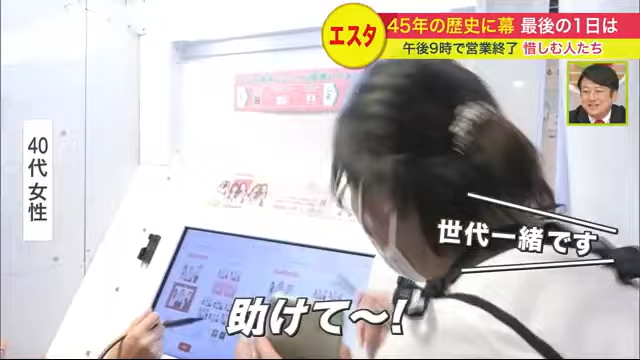 エスタ
45年の歴史に幕 最後の1日は
午後9時で営業終了 惜しむ人たち
40代 女性
世代一緒です
助けて〜!